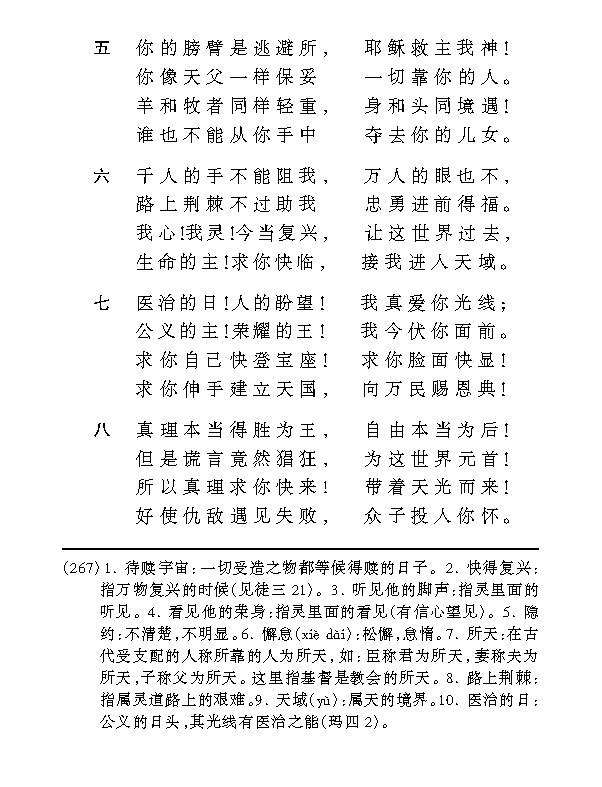 五 你的膀臂是逃避所， 耶稣救主我神！
你像天父一样保妥 一切靠你的人。
羊和牧者同样轻重， 身和头同境遇！
谁也不能从你手中 夺去你的儿女。
六 千人的手不能阻我， 万人的眼也不，
路上荆棘不过助我 忠勇进前得福。
我心！我灵！今当复兴， 让这世界过去，
生命的主！求你快临， 接我进入天域。
七 医治的日！人的盼望！ 我真爱你光线；
公义的主！荣耀的王！ 我今伏你面前。
求你自己快登宝座！ 求你脸面快显！
求你伸手建立天国， 向万民赐恩典！
八 真理本当得胜为王， 自由本当为后！
但是谎言竟然猖狂， 为这世界元首！
所以真理求你快来！ 带着天光而来！
好使仇敌遇见失败， 众子投入你怀。
(267) 1. 待赎宇宙：一切受造之物都等候得赎的日子。2. 快得复兴：
指万物复兴的时候（见徒三 21）。3. 听见他的脚声：指灵里面的
听见。4. 看见他的荣身：指灵里面的看见（有信心望见）。5. 隐
约：不清楚，不明显。6. 懈怠（xiè dài）：松懈，怠惰。7. 所天：在古
代受支配的人称所靠的人为所天，如：臣称君为所天，妻称夫为
所天，子称父为所天。这里指基督是教会的所天。8. 路上荆棘：
指属灵道路上的艰难。9. 天域（yù）：属天的境界。10. 医治的日：
公义的日头，其光线有医治之能（玛四 2）。